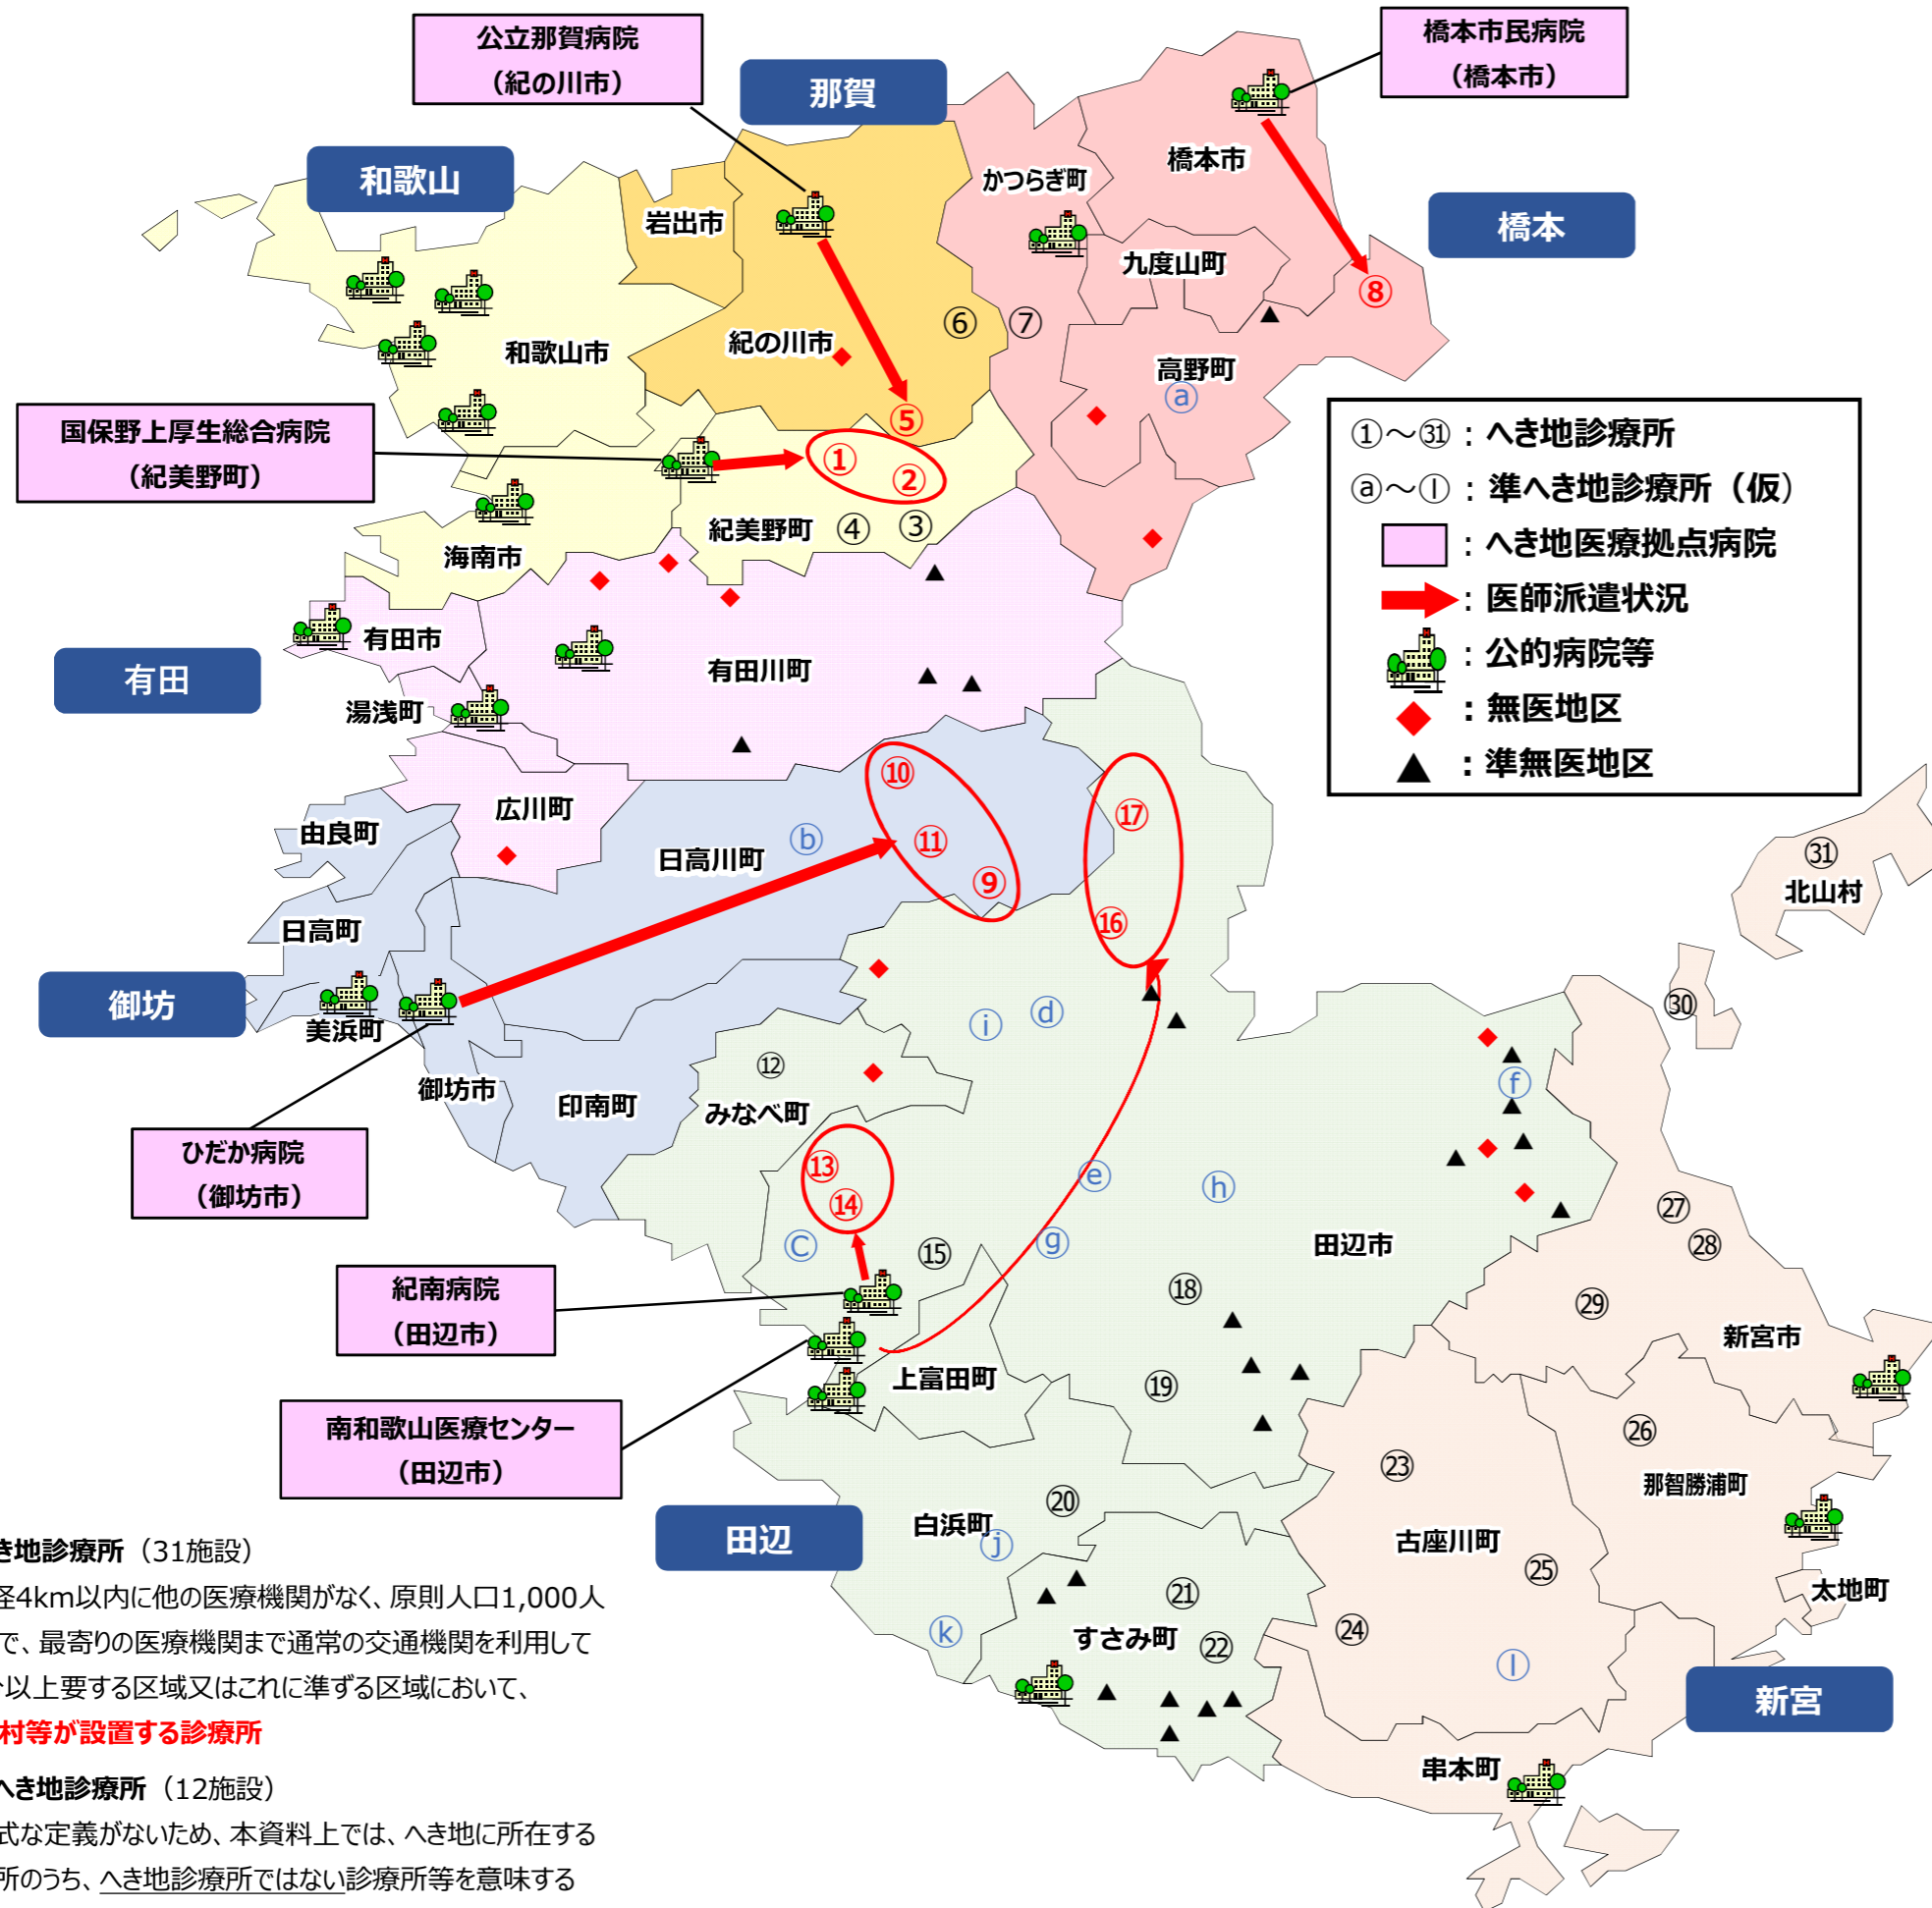 公立那賀病院
（紀の川市）
那賀
橋本市民病院
（橋本市）
和歌山
橋本市
かつらぎ町
岩出市
橋本
九度山町
⑧
⑥
⑦
紀の川市
和歌山市
高野町
ⓐ
⑤
国保野上厚生総合病院
（紀美野町）
①
②
紀美野町
④
③
海南市
①～㉛：へき地診療所
ⓐ～ⓛ：準へき地診療所（仮）
：へき地医療拠点病院
：医師派遣状況
：公的病院等
：無医地区
：準無医地区
有田市
有田
有田川町
湯浅町
⑩
広川町
⑰
由良町
ⓑ
⑪
日高川町
㉛
⑨
北山村
日高町
⑯
御坊
㉚
美浜町
ⓘ
ⓓ
⑫
御坊市
印南町
みなべ町
ⓕ
ひだか病院
（御坊市）
⑬
⑭
ⓔ
ⓗ
㉗
Ⓒ
⑮
ⓖ
田辺市
㉘
紀南病院
（田辺市）
⑱
㉙
新宮市
上富田町
⑲
南和歌山医療センター
（田辺市）
㉖
㉓
那智勝浦町
田辺
白浜町
⑳
ⓙ
古座川町
㉕
太地町
き地診療所（31施設）
径4km以内に他の医療機関がなく、原則人口1,000人
で、最寄りの医療機関まで通常の交通機関を利用して
以上要する区域又はこれに準ずる区域において、
村等が設置する診療所
㉑
ⓚ
すさみ町
㉒
㉔
ⓛ
新宮
串本町
へき地診療所（12施設）
式な定義がないため、本資料上では、へき地に所在する
所のうち、へき地診療所ではない診療所等を意味する